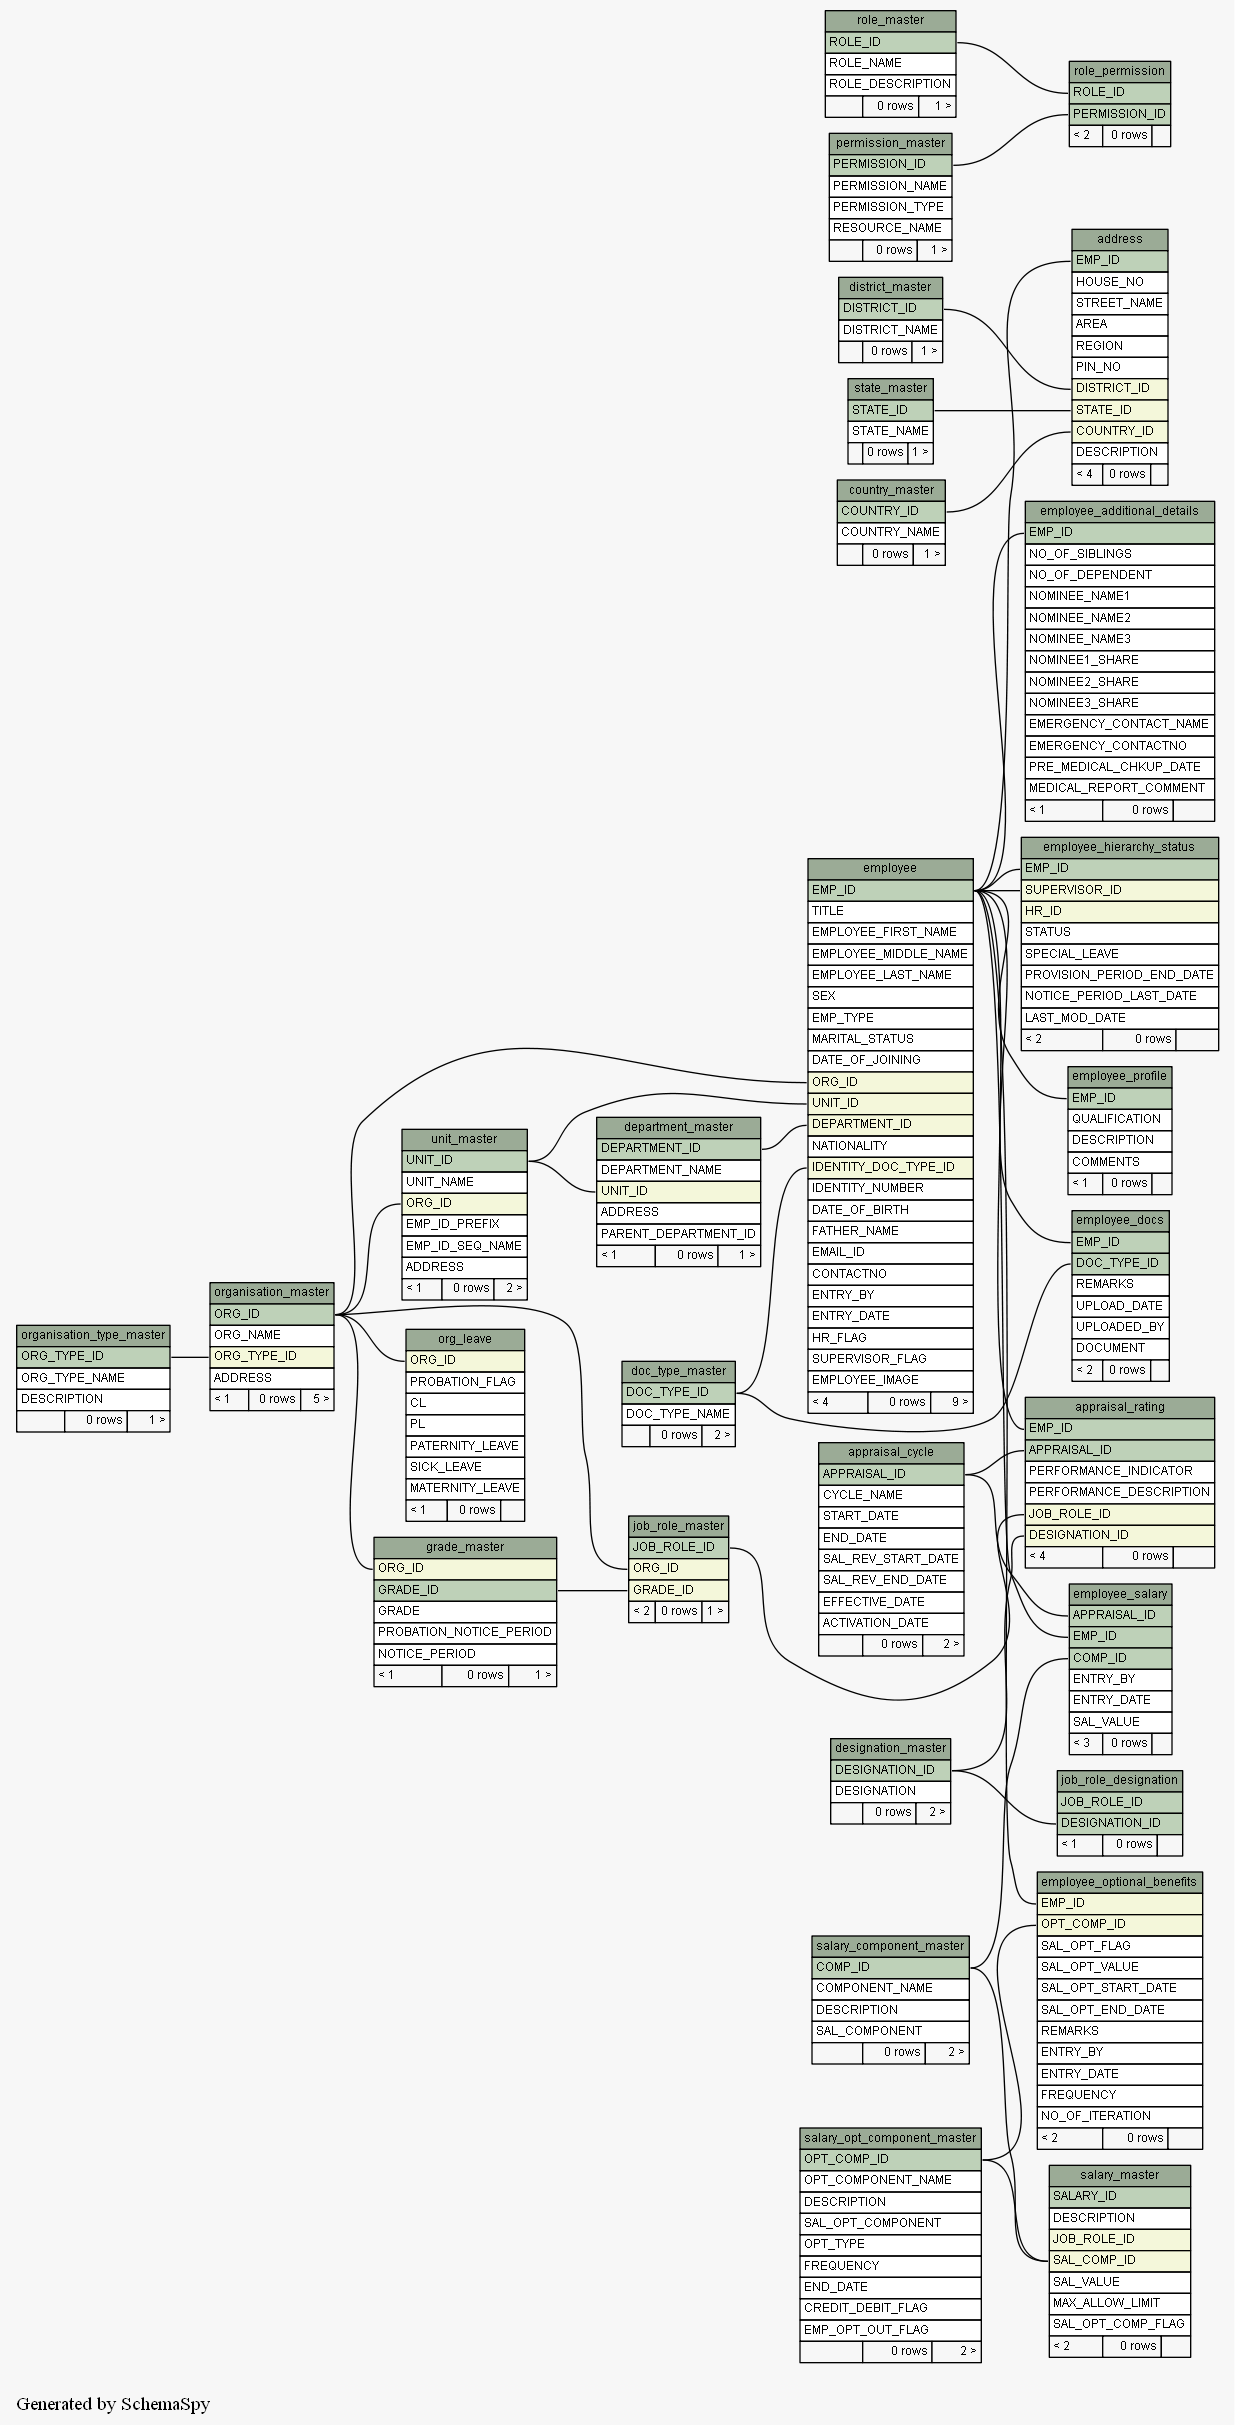 role_master
ROLE_ID
ROLE_NAME
ROLE_DESCRIPTION
0 rows 1 >
role_permission
ROLE_ID
PERMISSION_ID
< 2 0 rows
permission_master
PERMISSION_ID
PERMISSION_NAME
PERMISSION_TYPE
RESOURCE_NAME
0 rows 1 >
address
EMP_ID
HOUSE_NO
STREET_NAME
AREA
REGION
PIN_NO
DISTRICT_ID
STATE_ID
COUNTRY_ID
DESCRIPTION
< 4 0 rows
district_master
DISTRICT_ID
DISTRICT_NAME
0 rows 1 >
state_master
STATE_ID
STATE_NAME
0 rows 1 >
country_master
COUNTRY_ID
COUNTRY_NAME
0 rows 1 >
employee_additional_details
EMP_ID
NO_OF_SIBLINGS
NO_OF_DEPENDENT
NOMINEE_NAME1
NOMINEE_NAME2
NOMINEE_NAME3
NOMINEE1_SHARE
NOMINEE2_SHARE
NOMINEE3_SHARE
EMERGENCY_CONTACT_NAME
EMERGENCY_CONTACTNO
PRE_MEDICAL_CHKUP_DATE
MEDICAL_REPORT_COMMENT
< 1 0 rows
employee_hierarchy_status
EMP_ID
SUPERVISOR_ID
HR_ID
STATUS
SPECIAL_LEAVE
PROVISION_PERIOD_END_DATE
NOTICE_PERIOD_LAST_DATE
LAST_MOD_DATE
< 2 0 rows
employee
EMP_ID
TITLE
EMPLOYEE_FIRST_NAME
EMPLOYEE_MIDDLE_NAME
EMPLOYEE_LAST_NAME
SEX
EMP_TYPE
MARITAL_STATUS
DATE_OF_JOINING
ORG_ID
UNIT_ID
DEPARTMENT_ID
NATIONALITY
IDENTITY_DOC_TYPE_ID
IDENTITY_NUMBER
DATE_OF_BIRTH
FATHER_NAME
EMAIL_ID
CONTACTNO
ENTRY_BY
ENTRY_DATE
HR_FLAG
SUPERVISOR_FLAG
EMPLOYEE_IMAGE
< 4 0 rows 9 >
employee_profile
EMP_ID
QUALIFICATION
DESCRIPTION
COMMENTS
< 1 0 rows
department_master
DEPARTMENT_ID
DEPARTMENT_NAME
UNIT_ID
ADDRESS
PARENT_DEPARTMENT_ID
< 1 0 rows 1 >
unit_master
UNIT_ID
UNIT_NAME
ORG_ID
EMP_ID_PREFIX
EMP_ID_SEQ_NAME
ADDRESS
< 1 0 rows 2 >
employee_docs
EMP_ID
DOC_TYPE_ID
REMARKS
UPLOAD_DATE
UPLOADED_BY
DOCUMENT
< 2 0 rows
organisation_master
ORG_ID
ORG_NAME
ORG_TYPE_ID
ADDRESS
< 1 0 rows 5 >
organisation_type_master
ORG_TYPE_ID
ORG_TYPE_NAME
DESCRIPTION
0 rows 1 >
org_leave
ORG_ID
PROBATION_FLAG
CL
PL
PATERNITY_LEAVE
SICK_LEAVE
MATERNITY_LEAVE
< 1 0 rows
doc_type_master
DOC_TYPE_ID
DOC_TYPE_NAME
0 rows 2 >
appraisal_rating
EMP_ID
APPRAISAL_ID
PERFORMANCE_INDICATOR
PERFORMANCE_DESCRIPTION
JOB_ROLE_ID
DESIGNATION_ID
< 4 0 rows
appraisal_cycle
APPRAISAL_ID
CYCLE_NAME
START_DATE
END_DATE
SAL_REV_START_DATE
SAL_REV_END_DATE
EFFECTIVE_DATE
ACTIVATION_DATE
0 rows 2 >
job_role_master
JOB_ROLE_ID
ORG_ID
GRADE_ID
< 2 0 rows 1 >
grade_master
ORG_ID
GRADE_ID
GRADE
PROBATION_NOTICE_PERIOD
NOTICE_PERIOD
< 1 0 rows 1 >
employee_salary
APPRAISAL_ID
EMP_ID
COMP_ID
ENTRY_BY
ENTRY_DATE
SAL_VALUE
< 3 0 rows
designation_master
DESIGNATION_ID
DESIGNATION
0 rows 2 >
job_role_designation
JOB_ROLE_ID
DESIGNATION_ID
< 1 0 rows
employee_optional_benefits
EMP_ID
OPT_COMP_ID
SAL_OPT_FLAG
SAL_OPT_VALUE
SAL_OPT_START_DATE
SAL_OPT_END_DATE
REMARKS
ENTRY_BY
ENTRY_DATE
FREQUENCY
NO_OF_ITERATION
< 2 0 rows
salary_component_master
COMP_ID
COMPONENT_NAME
DESCRIPTION
SAL_COMPONENT
0 rows 2 >
salary_opt_component_master
OPT_COMP_ID
OPT_COMPONENT_NAME
DESCRIPTION
SAL_OPT_COMPONENT
OPT_TYPE
FREQUENCY
END_DATE
CREDIT_DEBIT_FLAG
EMP_OPT_OUT_FLAG
0 rows 2 >
salary_master
SALARY_ID
DESCRIPTION
JOB_ROLE_ID
SAL_COMP_ID
SAL_VALUE
MAX_ALLOW_LIMIT
SAL_OPT_COMP_FLAG
< 2 0 rows
Generated by SchemaSpy